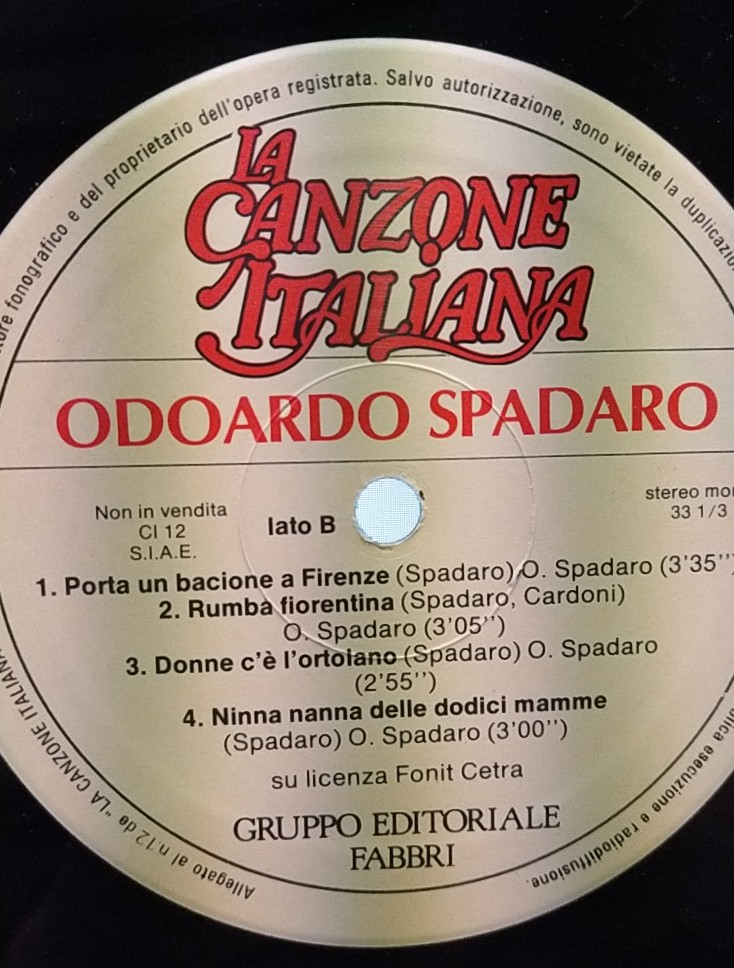 tore fonografico e del proprietario dell'opera registrata. Salvo autorizzazione, sono vietate la duplicazion
LA
CANZONE
ITALIANA
ODOARDO SPADARO
Non in vendita
CI 12
S.I.A.E.
lato B
stereo mo
33 1/3
1. Porta un bacione a Firenze (Spadaro) O. Spadaro (3'35'')
2. Rumba fiorentina (Spadaro, Cardoni)
O. Spadaro (3'05'')
3. Donne c'è l'ortolano (Spadaro) O. Spadaro
(2'55'')
4. Ninna nanna delle dodici mamme
(Spadaro) O. Spadaro (3'00'')
su licenza Fonit Cetra
GRUPPO EDITORIALE
FABBRI
Allegato al n. 12 de "LA CANZONE ITALIANA
blica esecuzione e radiodiffusione.